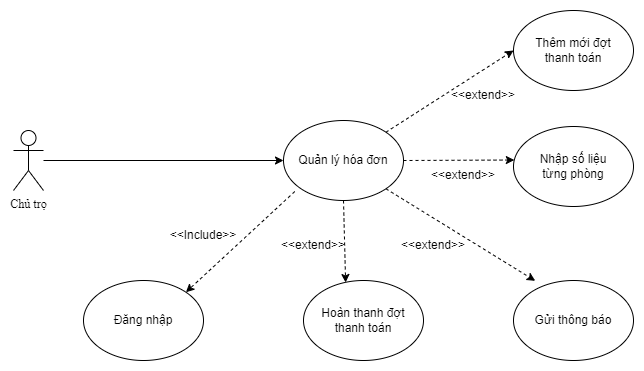 Thêm mới đợt
thanh toán
<<extend>>
Quản lý hóa đơn
Nhập số liệu
từng phòng
<<extend>>
Chủ trọ
<<Include>>
<<extend>>
<<extend>>
Đăng nhập
Hoàn thanh đợt
thanh toán
Gửi thông báo